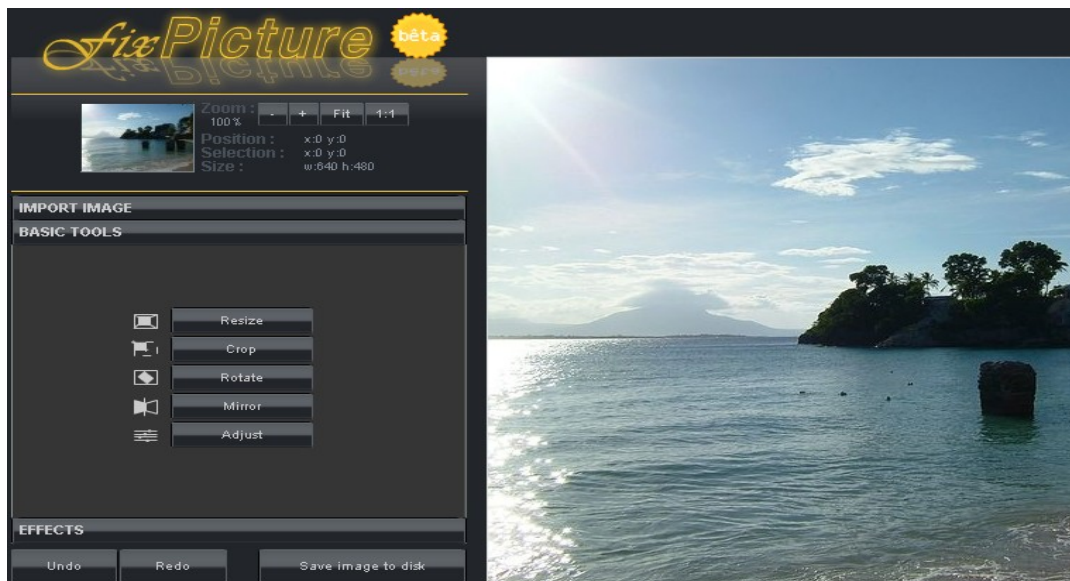 fixPicture bêta
Zoom : - + Fit 1:1
100%
Position : x:0 y:0
Selection : x:0 y:0
Size : w:640 h:480
IMPORT IMAGE
BASIC TOOLS
Resize
Crop
Rotate
Mirror
Adjust
EFFECTS
Undo Redo Save image to disk